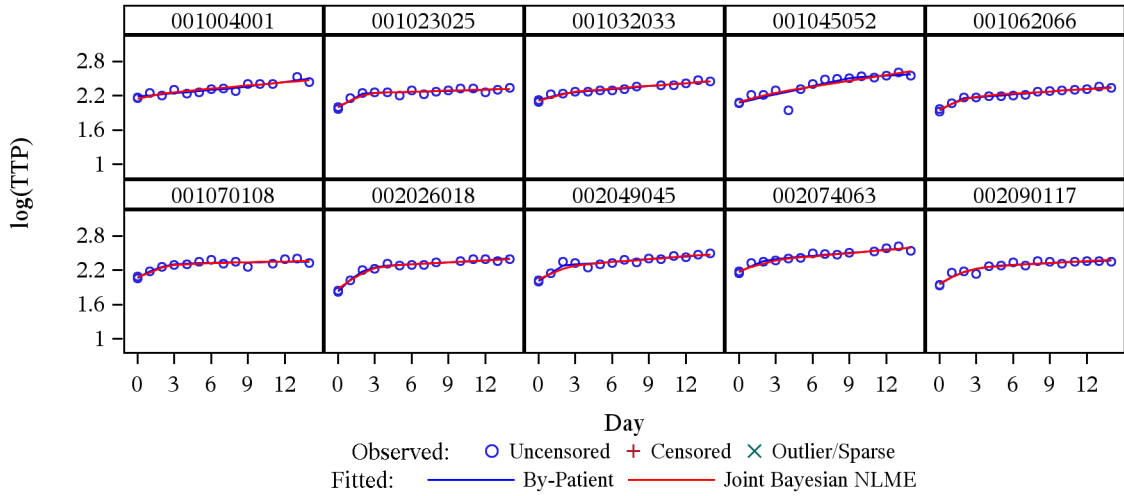 001004001 001023025 001032033 001045052 001062066
2.8
2.2
1.6
1
001070108 002026018 002049045 002074063 002090117
2.8
2.2
1.6
1
log(TTP)
0 3 6 9 12 0 3 6 9 12 0 3 6 9 12 0 3 6 9 12 0 3 6 9 12
Day
Observed: Uncensored Censored Outlier/Sparse
Fitted: By-Patient Joint Bayesian NLME